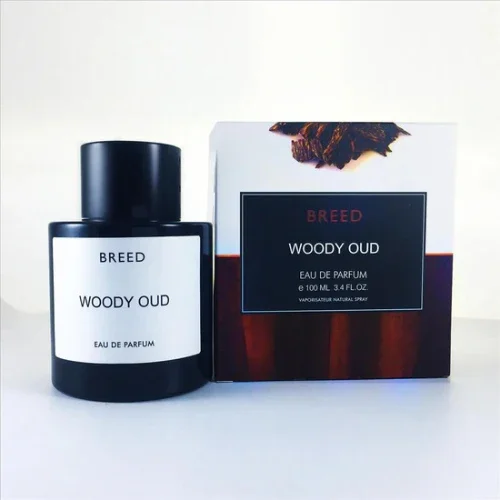 BREED
WOODY OUD
EAU DE PARFUM
BREED
WOODY OUD
EAU DE PARFUM
℮ 100 ML 3.4 FL.OZ.
VAPORISATEUR NATURAL SPRAY